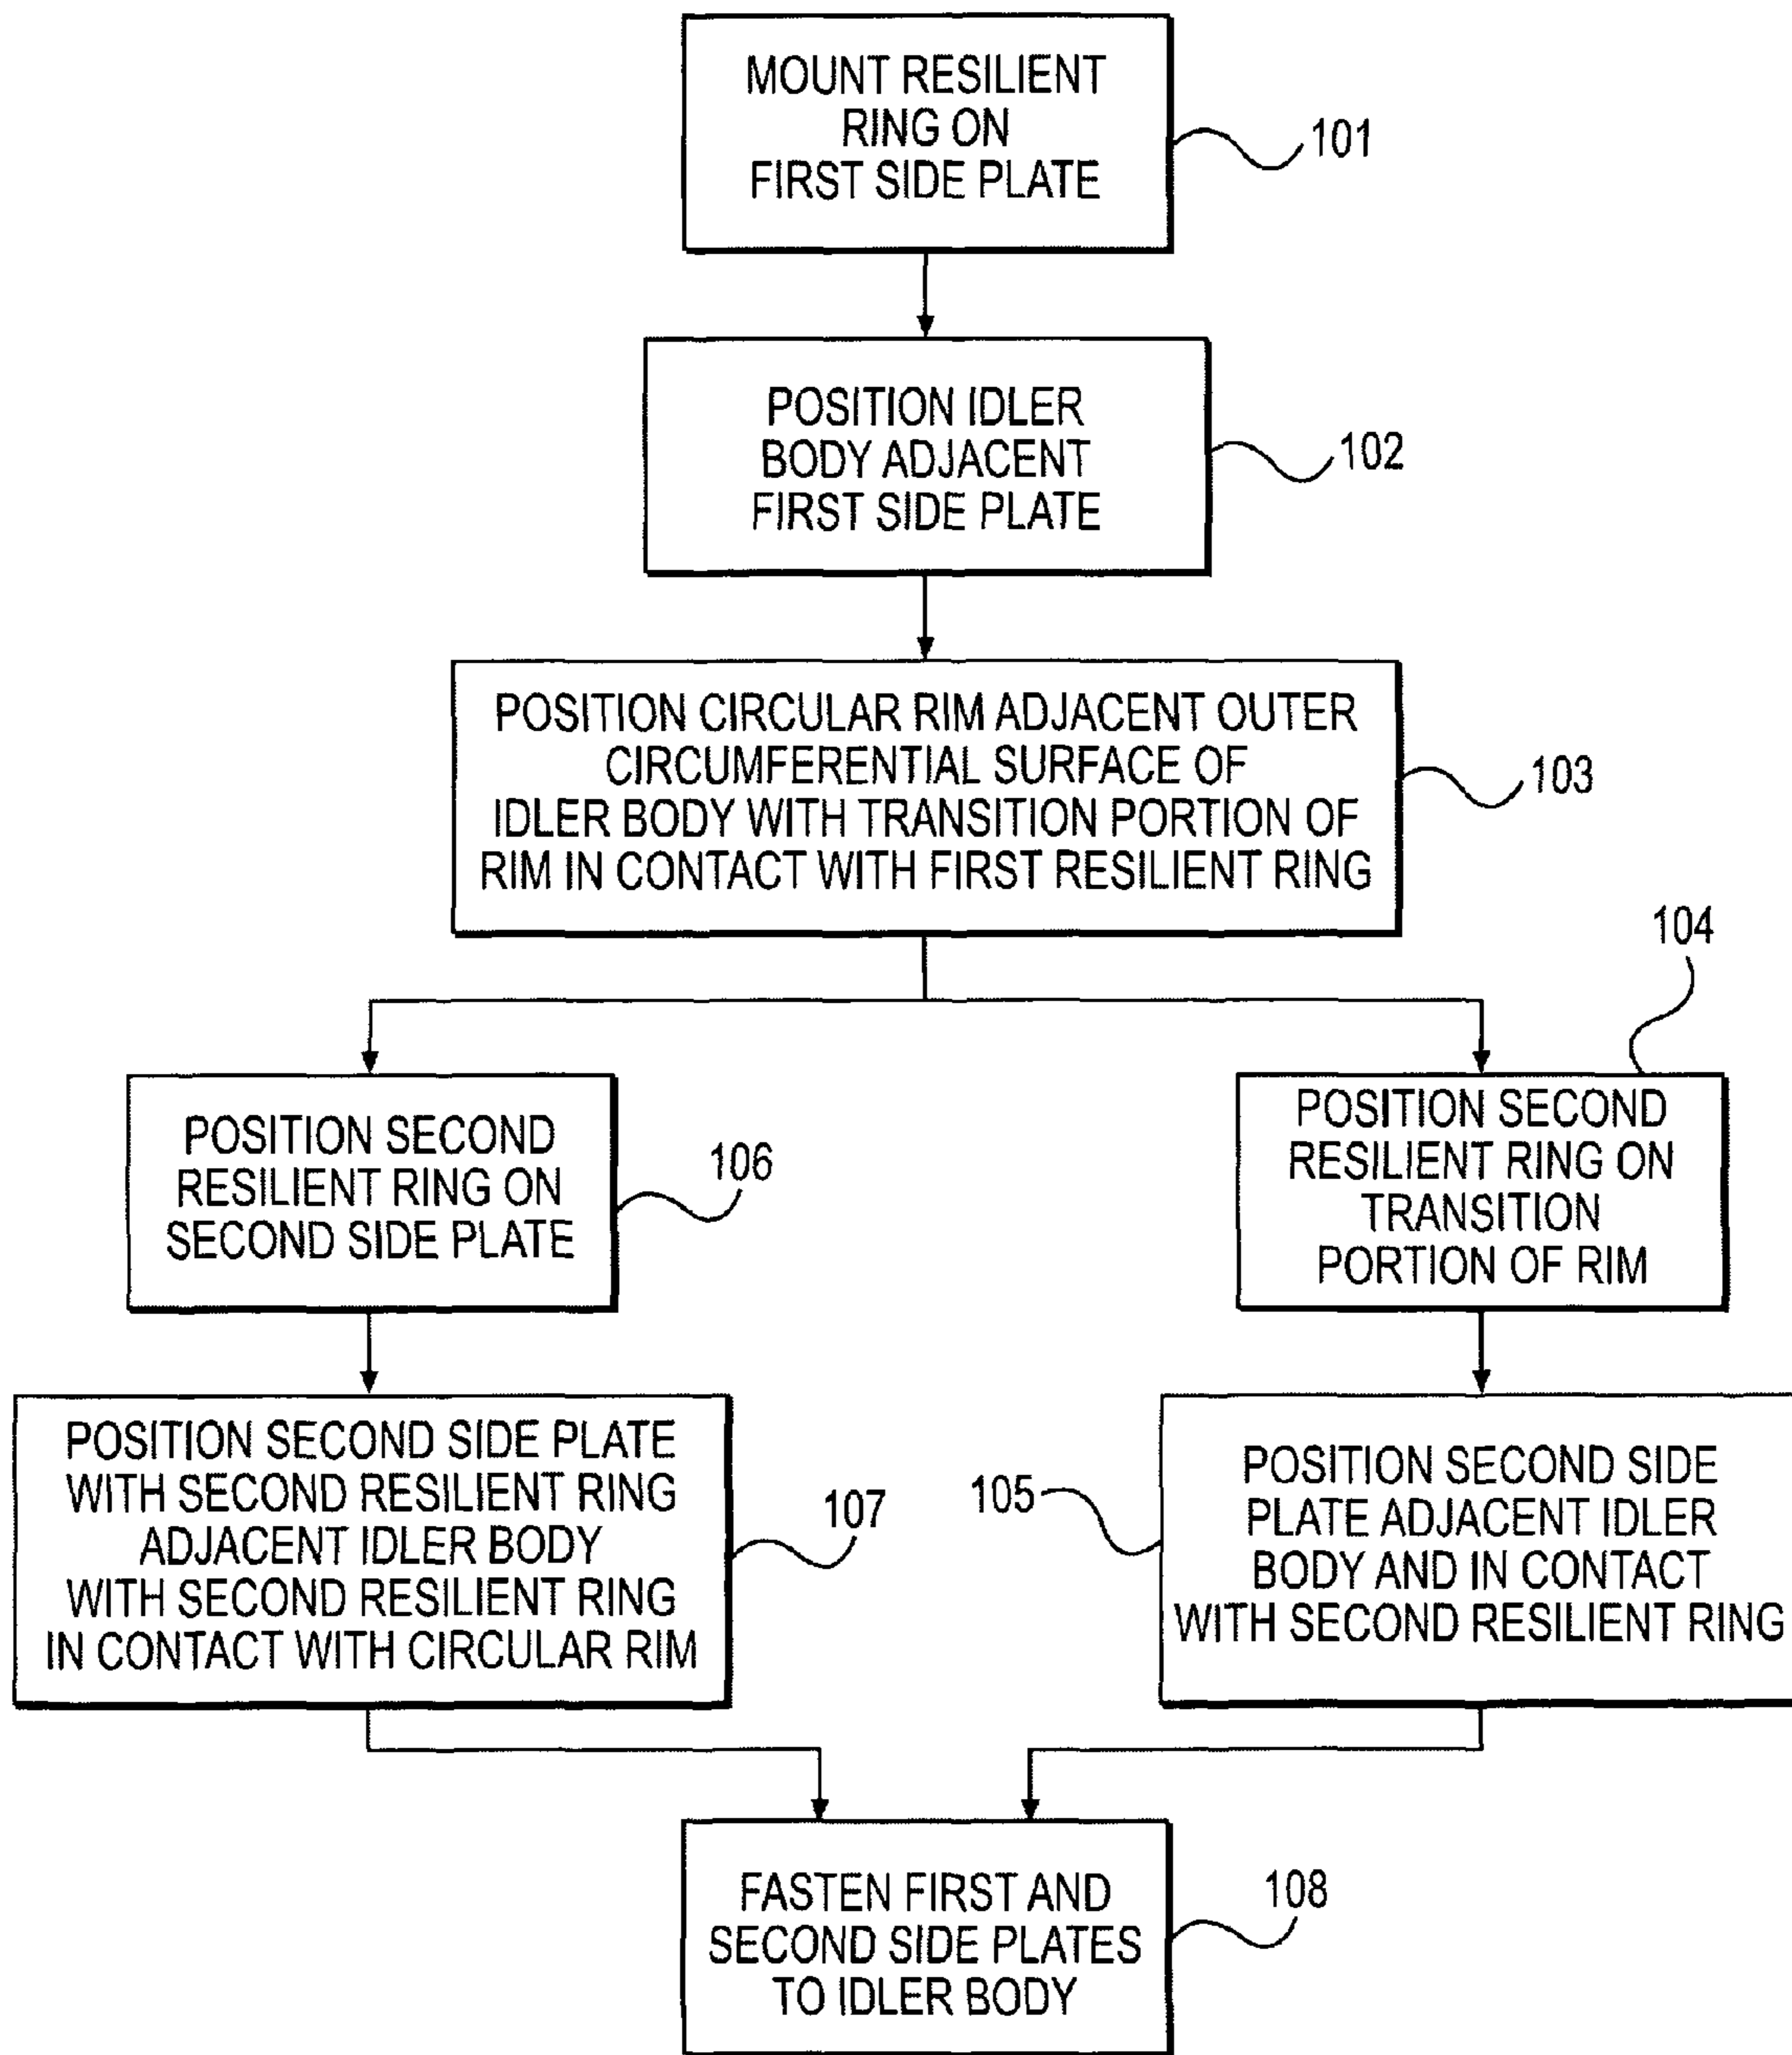 MOUNT RESILIENT
RING ON
FIRST SIDE PLATE
101
POSITION IDLER
BODY ADJACENT
FIRST SIDE PLATE
102
POSITION CIRCULAR RIM ADJACENT OUTER
CIRCUMFERENTIAL SURFACE OF
IDLER BODY WITH TRANSITION PORTION OF
RIM IN CONTACT WITH FIRST RESILIENT RING
103
104
POSITION SECOND
RESILIENT RING ON
SECOND SIDE PLATE
106
POSITION SECOND
RESILIENT RING ON
TRANSITION
PORTION OF RIM
POSITION SECOND SIDE PLATE
WITH SECOND RESILIENT RING
ADJACENT IDLER BODY
WITH SECOND RESILIENT RING
IN CONTACT WITH CIRCULAR RIM
107
105
POSITION SECOND SIDE
PLATE ADJACENT IDLER
BODY AND IN CONTACT
WITH SECOND RESILIENT RING
FASTEN FIRST AND
SECOND SIDE PLATES
TO IDLER BODY
108